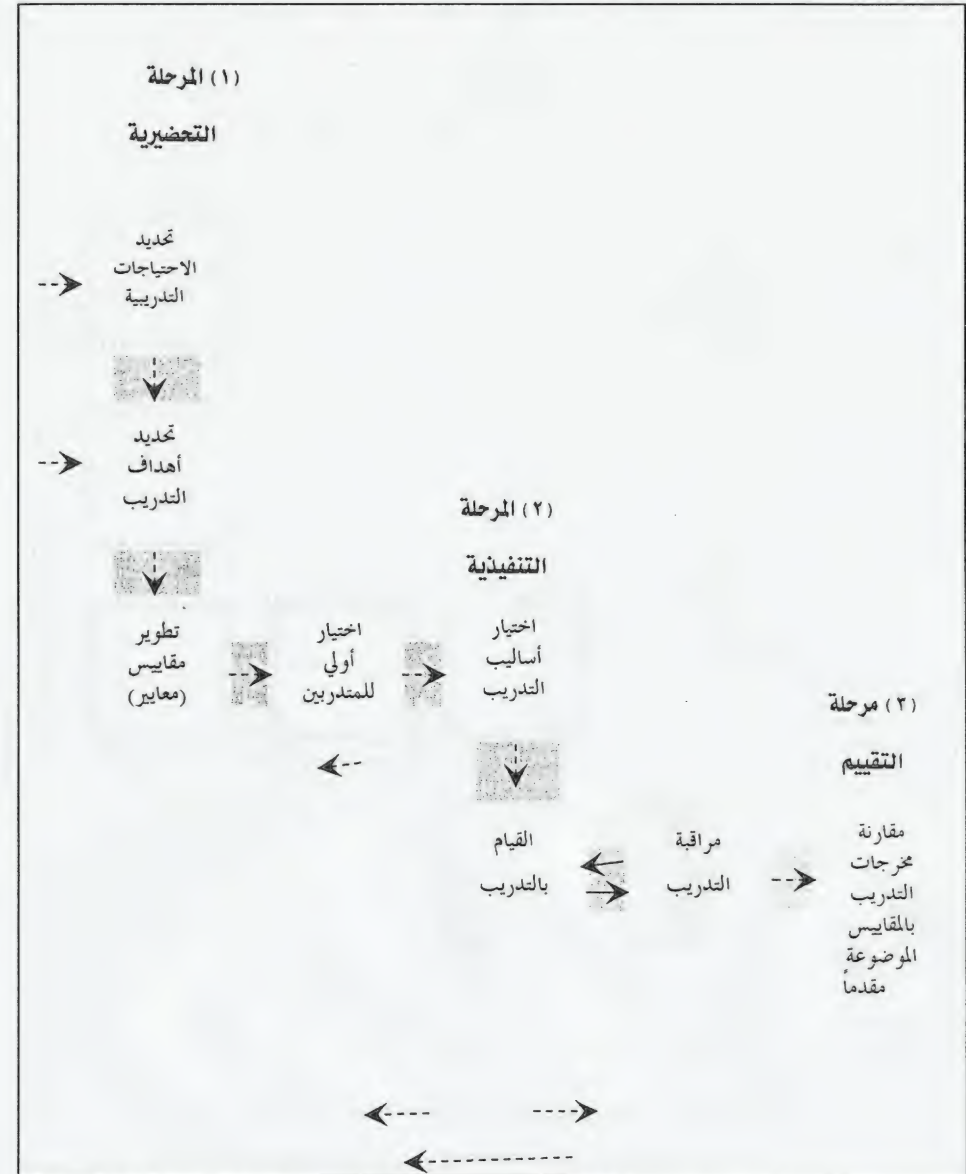 (١) المرحلة
التحضيرية
تحديد
الاحتياجات
التدريبية
تحديد
أهداف
التدريب
تطوير
مقاييس
(معايير)
اختيار
أولي
للمتدربين
(٢) المرحلة
التنفيذية
اختيار
أساليب
التدريب
القيام
بالتدريب
مراقبة
التدريب
(٣) مرحلة
التقييم
مقارنة
مخرجات
التدريب
بالمقاييس
الموضوعة
مقدماً